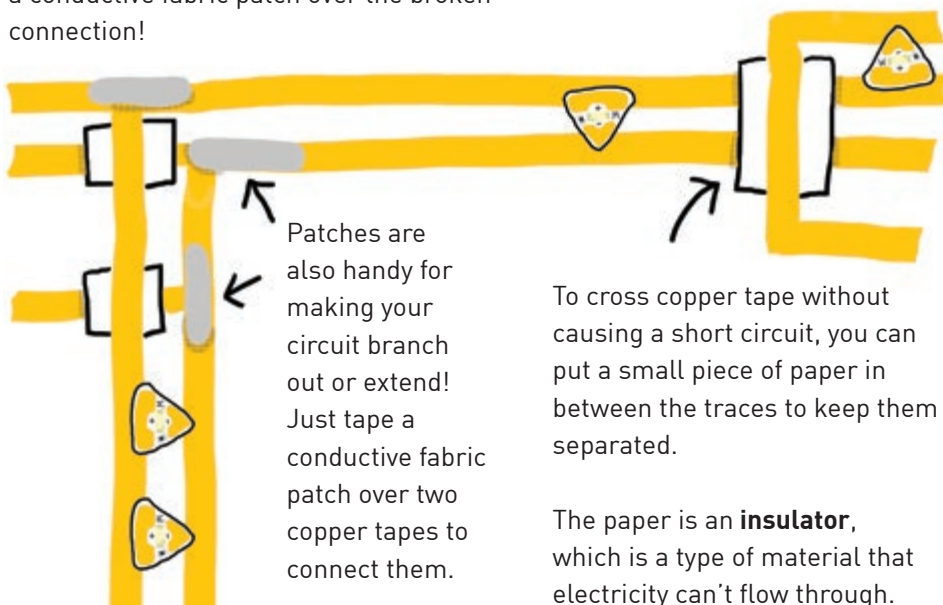 a conductive fabric patch over the broken
connection!
Patches are
also handy for
making your
circuit branch
out or extend!
Just tape a
conductive fabric
patch over two
copper tapes to
connect them.
To cross copper tape without
causing a short circuit, you can
put a small piece of paper in
between the traces to keep them
separated.
The paper is an insulator,
which is a type of material that
electricity can't flow through.